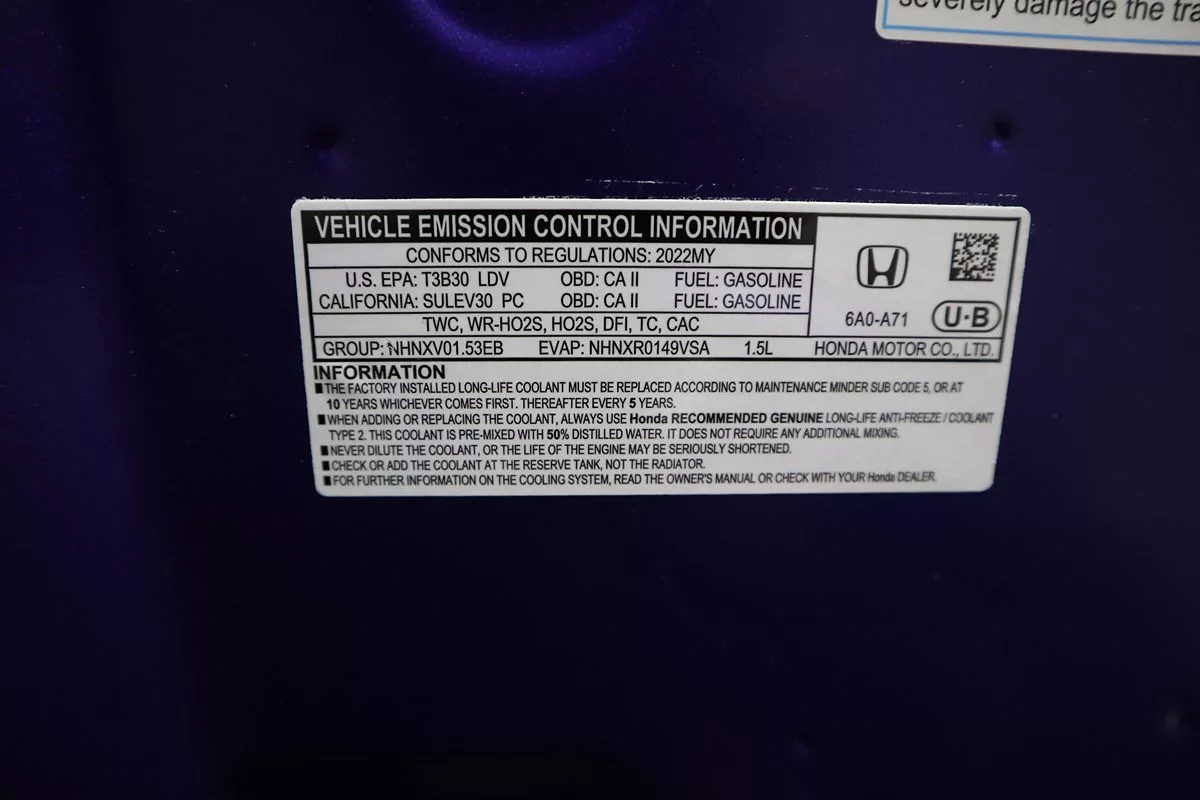 severely damage the tra
VEHICLE EMISSION CONTROL INFORMATION
CONFORMS TO REGULATIONS: 2022MY
U.S. EPA: T3B30 LDV OBD: CA II FUEL: GASOLINE
CALIFORNIA: SULEV30 PC OBD: CA II FUEL: GASOLINE
TWC, WR-HO2S, HO2S, DFI, TC, CAC
6A0-A71 U·B
GROUP: NHNXV01.53EB EVAP: NHNXR0149VSA 1.5L HONDA MOTOR CO., LTD.
INFORMATION
■THE FACTORY INSTALLED LONG-LIFE COOLANT MUST BE REPLACED ACCORDING TO MAINTENANCE MINDER SUB CODE 5, OR AT
10 YEARS WHICHEVER COMES FIRST. THEREAFTER EVERY 5 YEARS.
■WHEN ADDING OR REPLACING THE COOLANT, ALWAYS USE Honda RECOMMENDED GENUINE LONG-LIFE ANTI-FREEZE / COOLANT
TYPE 2. THIS COOLANT IS PRE-MIXED WITH 50% DISTILLED WATER. IT DOES NOT REQUIRE ANY ADDITIONAL MIXING.
■NEVER DILUTE THE COOLANT, OR THE LIFE OF THE ENGINE MAY BE SERIOUSLY SHORTENED.
■CHECK OR ADD THE COOLANT AT THE RESERVE TANK, NOT THE RADIATOR.
■FOR FURTHER INFORMATION ON THE COOLING SYSTEM, READ THE OWNER'S MANUAL OR CHECK WITH YOUR Honda DEALER.